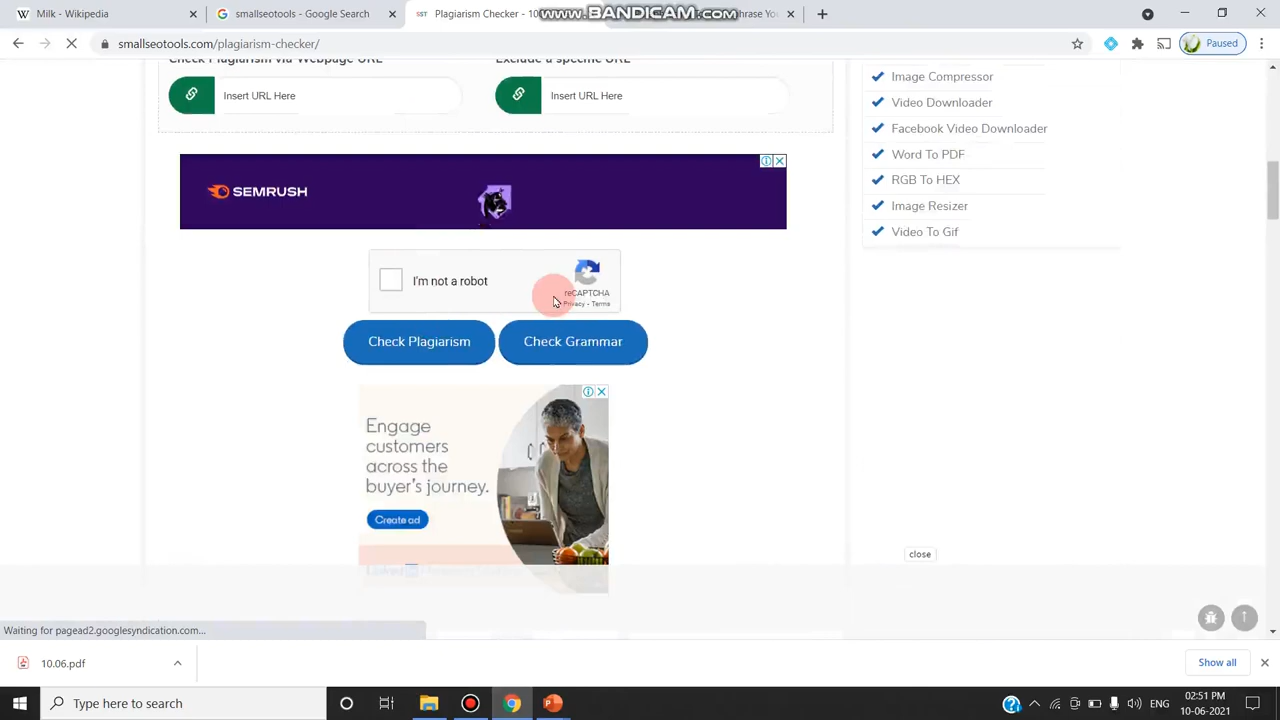 Milk - Wikipedia
smallseotools - Google Search
Plagiarism Checker - 10
www.BANDICAM.com
hrase Yo
smallseotools.com/plagiarism-checker/
Paused
Check Plagiarism via Webpage URL
Exclude a specific URL
Insert URL Here
Insert URL Here
Image Compressor
Video Downloader
Facebook Video Downloader
Word To PDF
RGB To HEX
Image Resizer
Video To Gif
SEMRUSH
I'm not a robot
reCAPTCHA
Privacy - Terms
Check Plagiarism
Check Grammar
Engage
customers
across the
buyer's journey.
Create ad
close
Waiting for pagead2.googlesyndication.com...
10.06.pdf
Show all
Type here to search
ENG
02:51 PM
10-06-2021